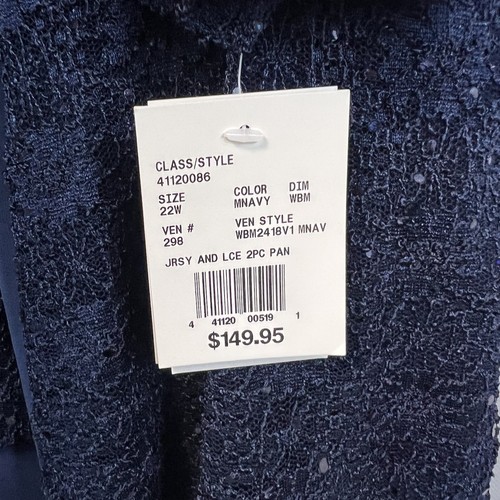 CLASS/STYLE
41120086
SIZE COLOR DIM
22W MNAVY WBM
VEN # VEN STYLE
298 WBM2418V1 MNAV
JRSY AND LCE 2PC PAN
4 41120 00519 1
$149.95